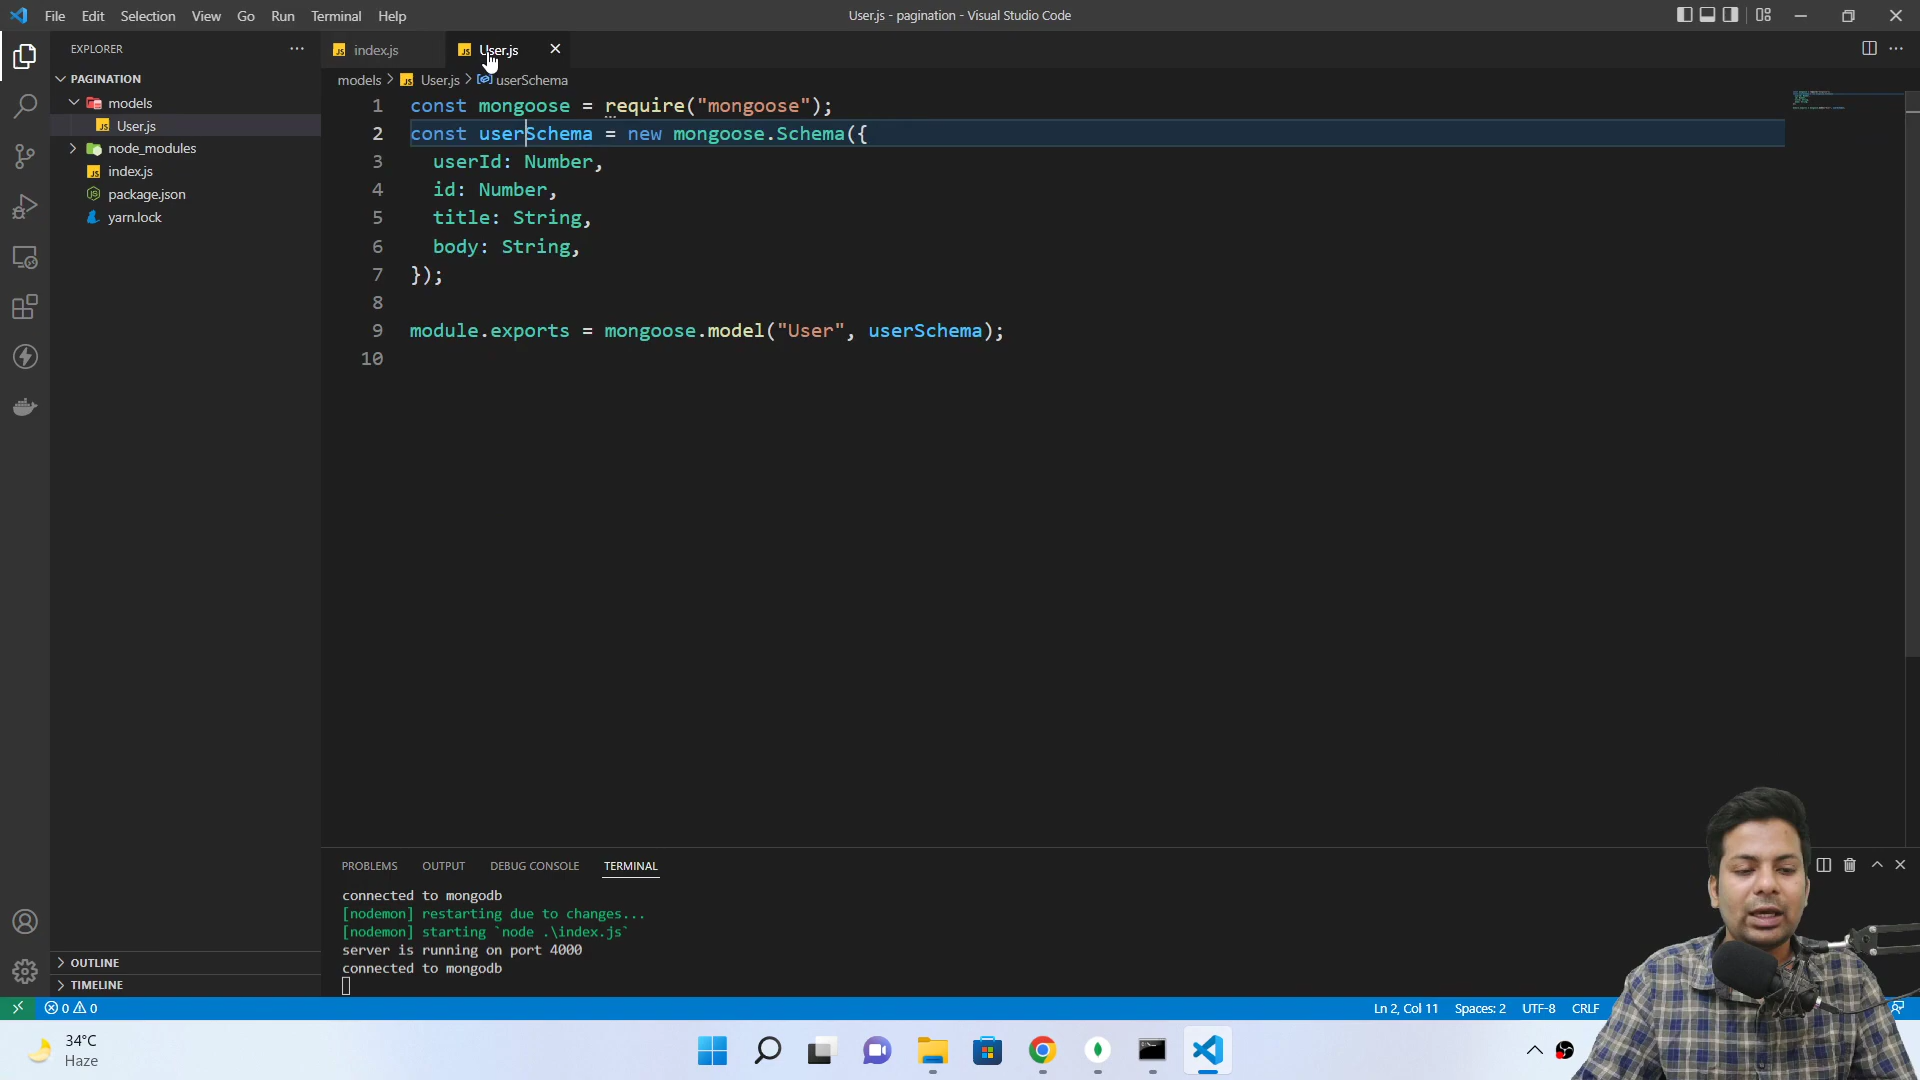 File Edit Selection View Go Run Terminal Help
User.js - pagination - Visual Studio Code
EXPLORER
PAGINATION
models
User.js
node_modules
index.js
package.json
yarn.lock
OUTLINE
TIMELINE
index.js
User.js
models > User.js > userSchema
1 const mongoose = require("mongoose");
2 const userSchema = new mongoose.Schema({
3 userId: Number,
4 id: Number,
5 title: String,
6 body: String,
7 });
8
9 module.exports = mongoose.model("User", userSchema);
10
PROBLEMS OUTPUT DEBUG CONSOLE TERMINAL
connected to mongodb
[nodemon] restarting due to changes...
[nodemon] starting `node .\index.js`
server is running on port 4000
connected to mongodb
0 0
Ln 2, Col 11 Spaces: 2 UTF-8 CRLF
34°C
Haze